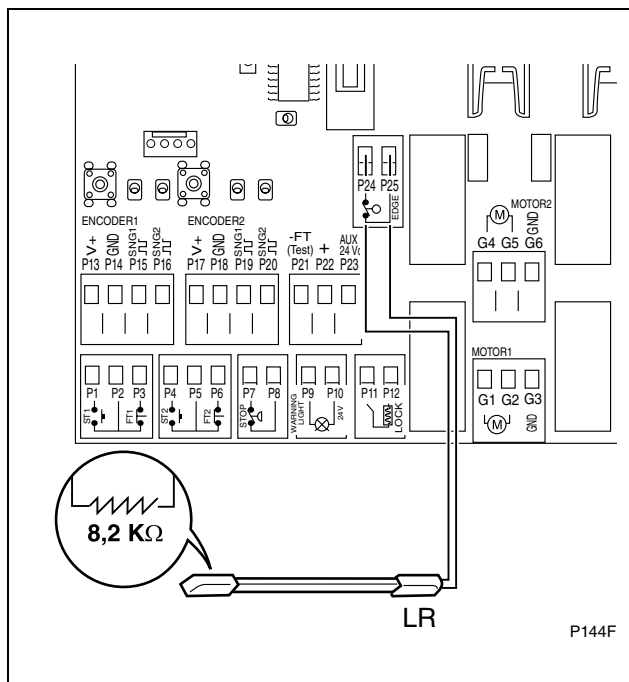 P24 P25
EDGE
MOTOR2
M
G4 G5 G6
GND
ENCODER1
V+ GND SNG1 SNG2
P13 P14 P15 P16
ENCODER2
V+ GND SNG1 SNG2
P17 P18 P19 P20
-FT (Test) + AUX 24 Vc
P21 P22 P23
MOTOR1
G1 G2 G3
M
GND
P1 P2 P3
ST1 FT1
P4 P5 P6
ST2 FT2
P7 P8
STOP
P9 P10
WARNING LIGHT
24V
P11 P12
LOCK
8,2 KΩ
LR
P144F